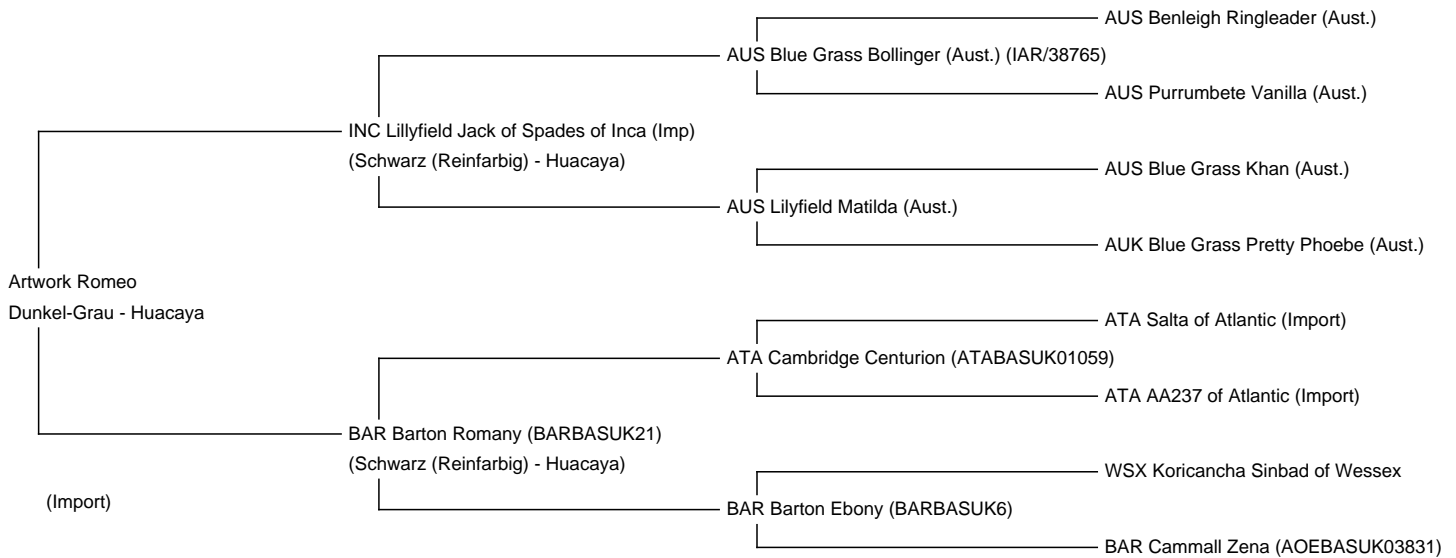 AUS Benleigh Ringleader (Aust.)
AUS Blue Grass Bollinger (Aust.) (IAR/38765)
AUS Purrumbete Vanilla (Aust.)
INC Lillyfield Jack of Spades of Inca (Imp)
(Schwarz (Reinfarbig) - Huacaya)
AUS Blue Grass Khan (Aust.)
AUS Lilyfield Matilda (Aust.)
AUK Blue Grass Pretty Phoebe (Aust.)
Artwork Romeo
Dunkel-Grau - Huacaya
ATA Salta of Atlantic (Import)
ATA Cambridge Centurion (ATABASUK01059)
ATA AA237 of Atlantic (Import)
BAR Barton Romany (BARBASUK21)
(Schwarz (Reinfarbig) - Huacaya)
WSX Koricancha Sinbad of Wessex
(Import)
BAR Barton Ebony (BARBASUK6)
BAR Cammall Zena (AOEBASUK03831)